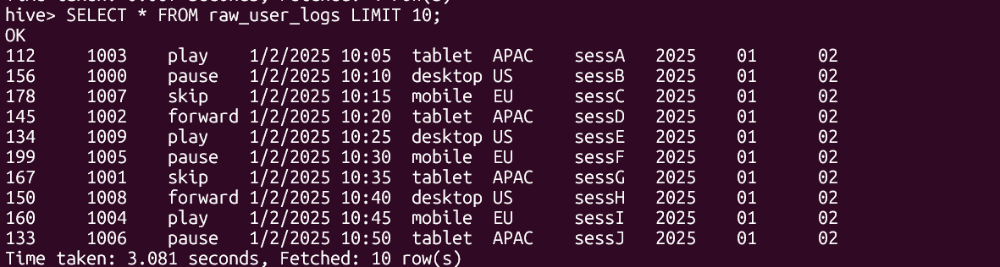 hive> SELECT * FROM raw_user_logs LIMIT 10;
OK
112 1003 play 1/2/2025 10:05 tablet APAC sessA 2025 01 02
156 1000 pause 1/2/2025 10:10 desktop US sessB 2025 01 02
178 1007 skip 1/2/2025 10:15 mobile EU sessC 2025 01 02
145 1002 forward 1/2/2025 10:20 tablet APAC sessD 2025 01 02
134 1009 play 1/2/2025 10:25 desktop US sessE 2025 01 02
199 1005 pause 1/2/2025 10:30 mobile EU sessF 2025 01 02
167 1001 skip 1/2/2025 10:35 tablet APAC sessG 2025 01 02
150 1008 forward 1/2/2025 10:40 desktop US sessH 2025 01 02
160 1004 play 1/2/2025 10:45 mobile EU sessI 2025 01 02
133 1006 pause 1/2/2025 10:50 tablet APAC sessJ 2025 01 02
Time taken: 3.081 seconds, Fetched: 10 row(s)